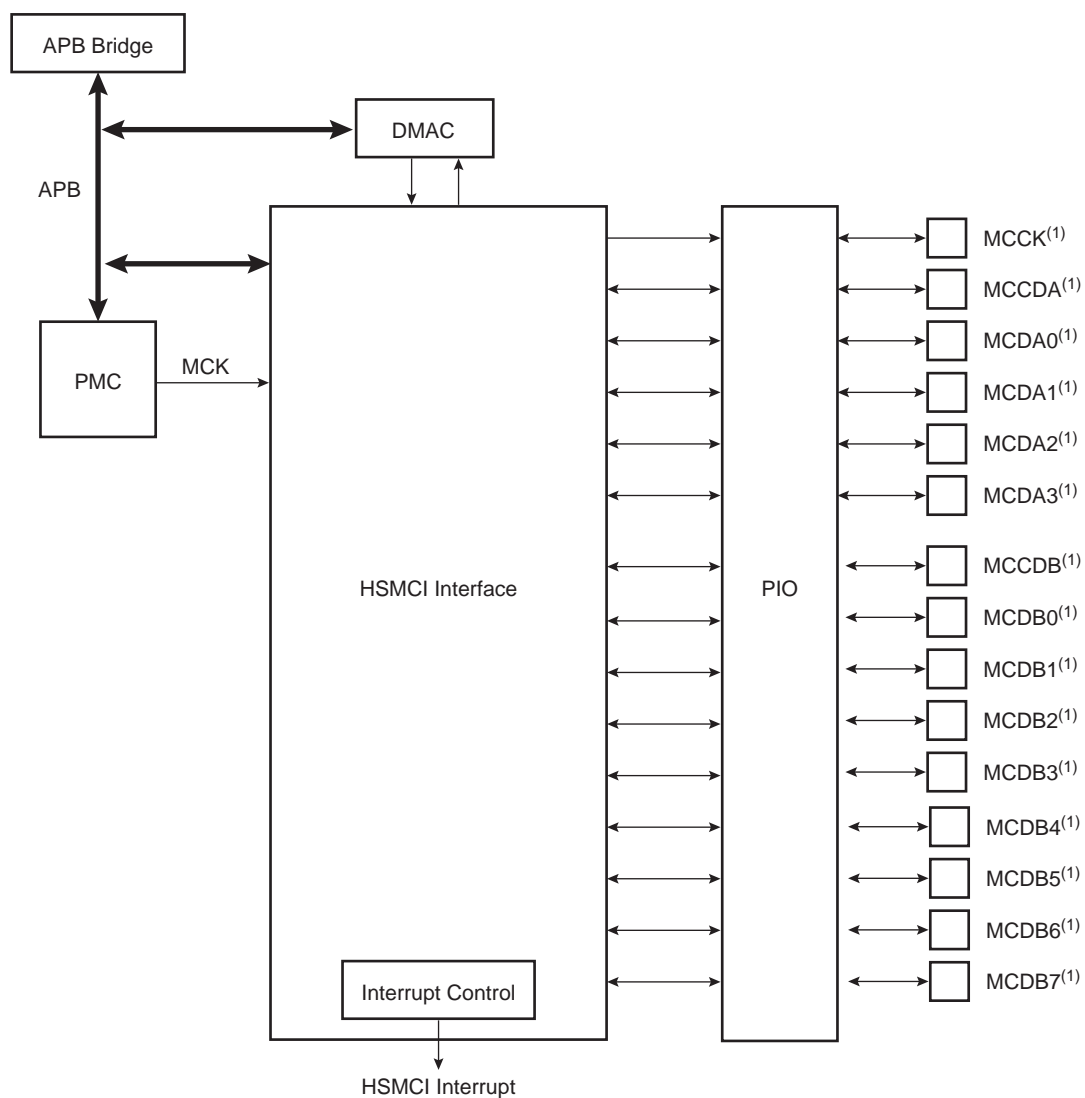 APB Bridge
DMAC
APB
MCCK(1)
MCCDA(1)
MCDA0(1)
PMC
MCK
MCDA1(1)
MCDA2(1)
MCDA3(1)
HSMCI Interface
PIO
MCCDB(1)
MCDB0(1)
MCDB1(1)
MCDB2(1)
MCDB3(1)
MCDB4(1)
MCDB5(1)
MCDB6(1)
MCDB7(1)
Interrupt Control
HSMCI Interrupt